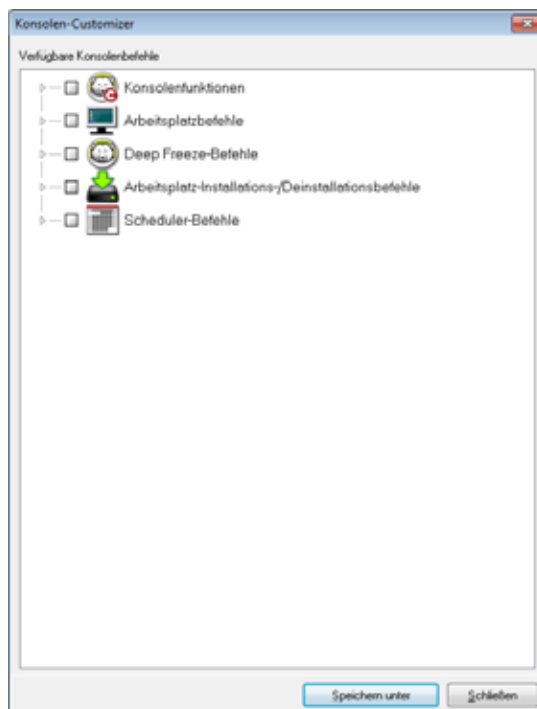 Konsolen-Customizer
Verfügbare Konsolenbefehle
Konsolenfunktionen
Arbeitsplatzbefehle
Deep Freeze-Befehle
Arbeitsplatz-Installations-/Deinstallationsbefehle
Scheduler-Befehle
Speichern unter
Schließen